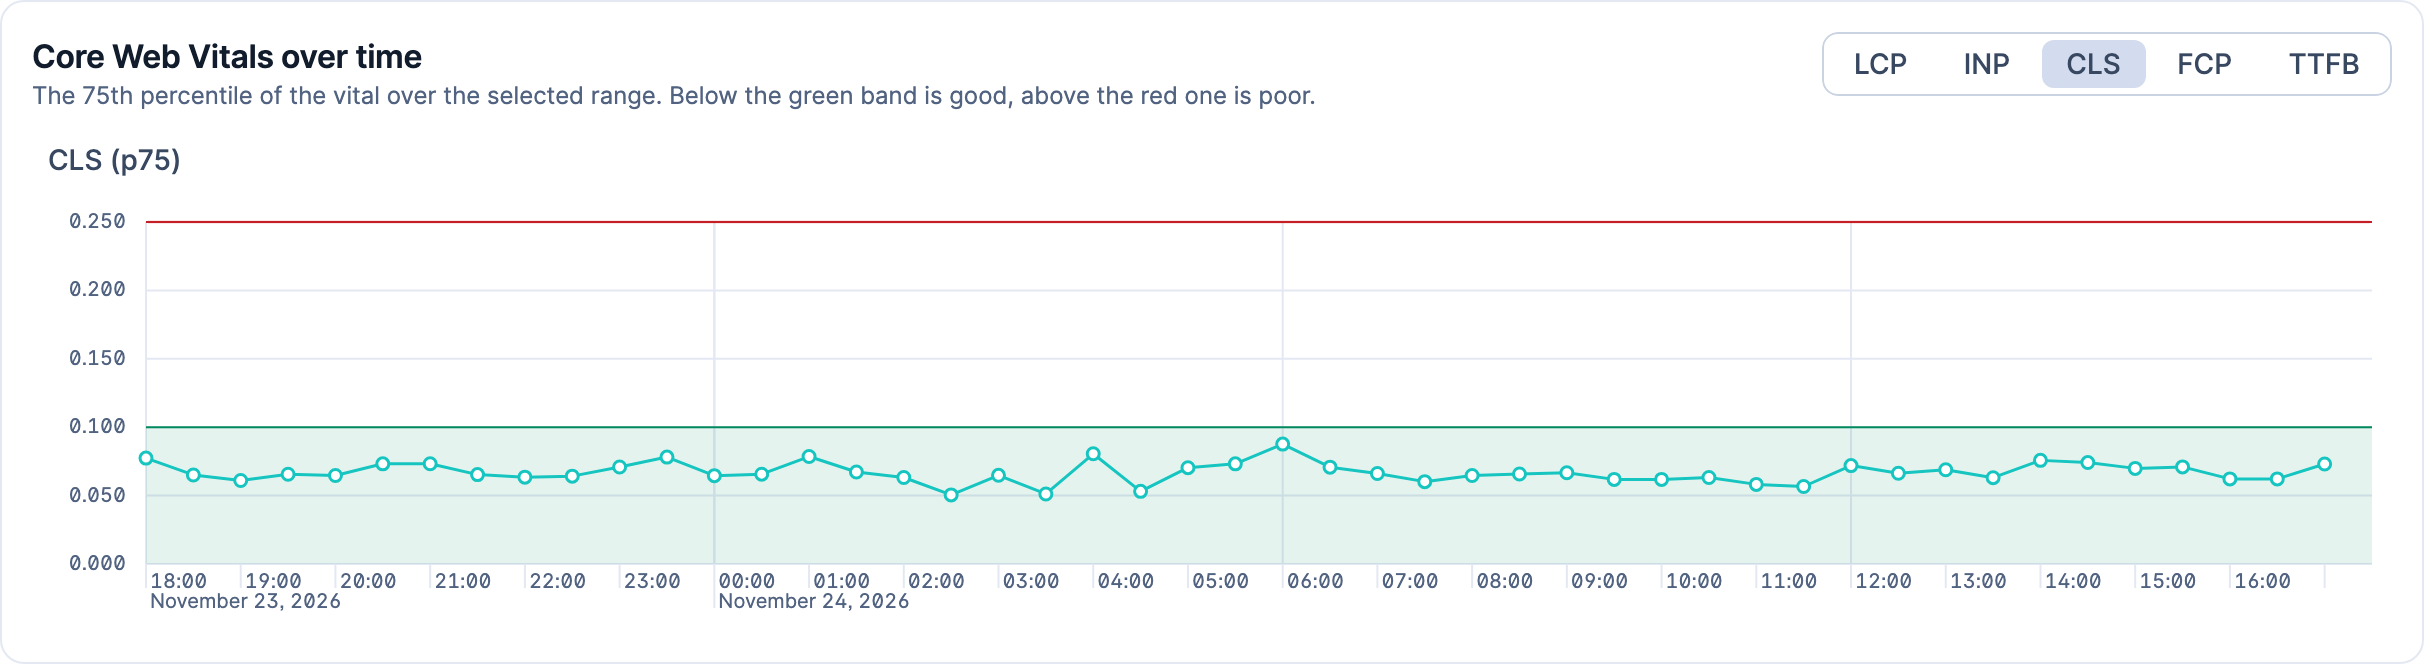 Core Web Vitals over time
The 75th percentile of the vital over the selected range. Below the green band is good, above the red one is poor.
LCP INP CLS FCP TTFB
CLS (p75)
0.250
0.200
0.150
0.100
0.050
0.000
18:00 19:00 20:00 21:00 22:00 23:00 00:00 01:00 02:00 03:00 04:00 05:00 06:00 07:00 08:00 09:00 10:00 11:00 12:00 13:00 14:00 15:00 16:00
November 23, 2026 November 24, 2026